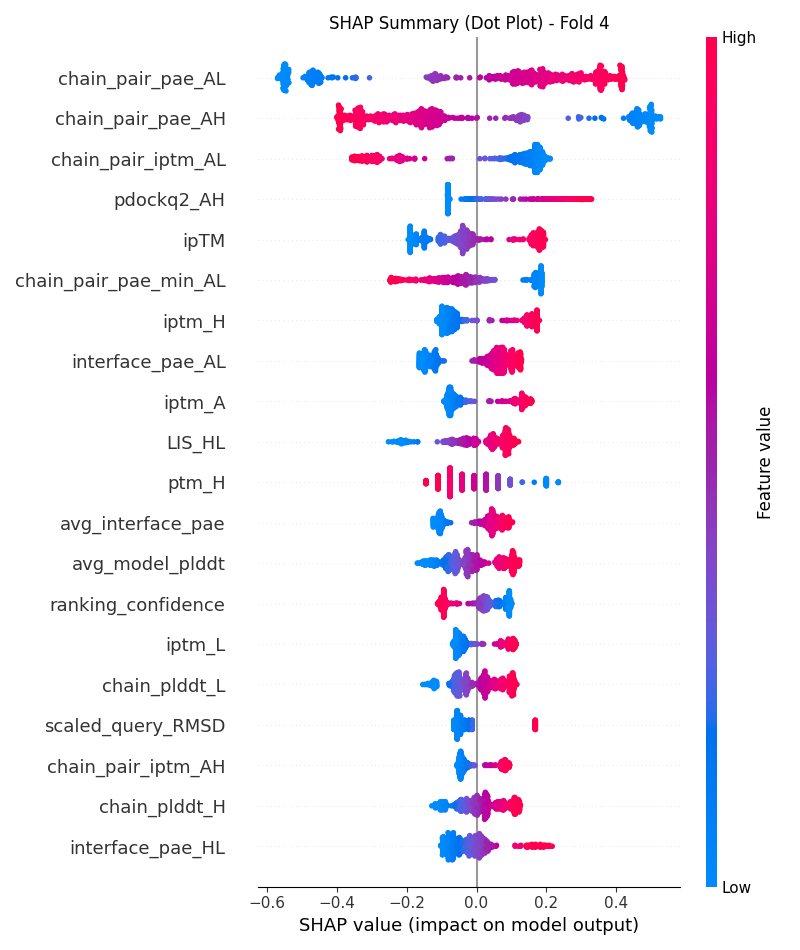 SHAP Summary (Dot Plot) - Fold 4
High
chain_pair_pae_AL
chain_pair_pae_AH
chain_pair_iptm_AL
pdockq2_AH
ipTM
chain_pair_pae_min_AL
iptm_H
interface_pae_AL
iptm_A
LIS_HL
ptm_H
avg_interface_pae
avg_model_plddt
ranking_confidence
iptm_L
chain_plddt_L
scaled_query_RMSD
chain_pair_iptm_AH
chain_plddt_H
interface_pae_HL
Feature value
Low
−0.6 −0.4 −0.2 0.0 0.2 0.4
SHAP value (impact on model output)